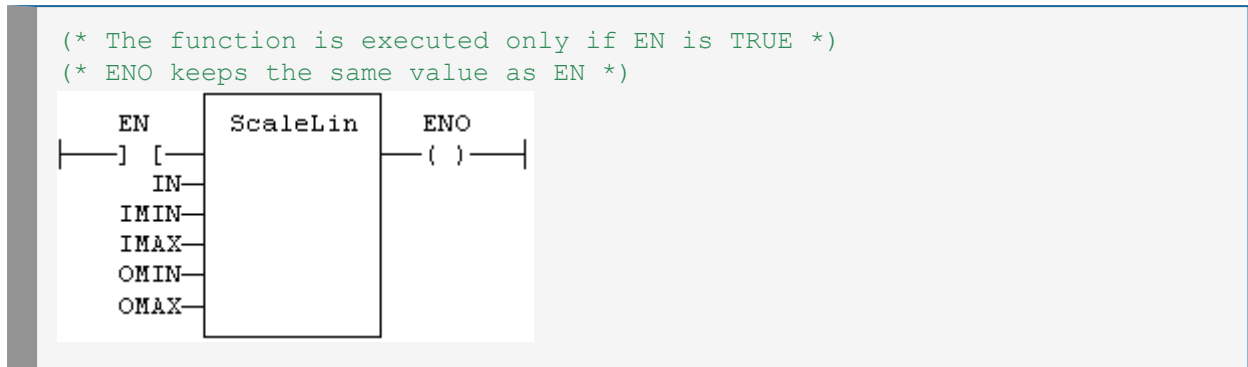 (* The function is executed only if EN is TRUE *)
(* ENO keeps the same value as EN *)
EN ScaleLin ENO
] [ ( )
IN
IMIN
IMAX
OMIN
OMAX